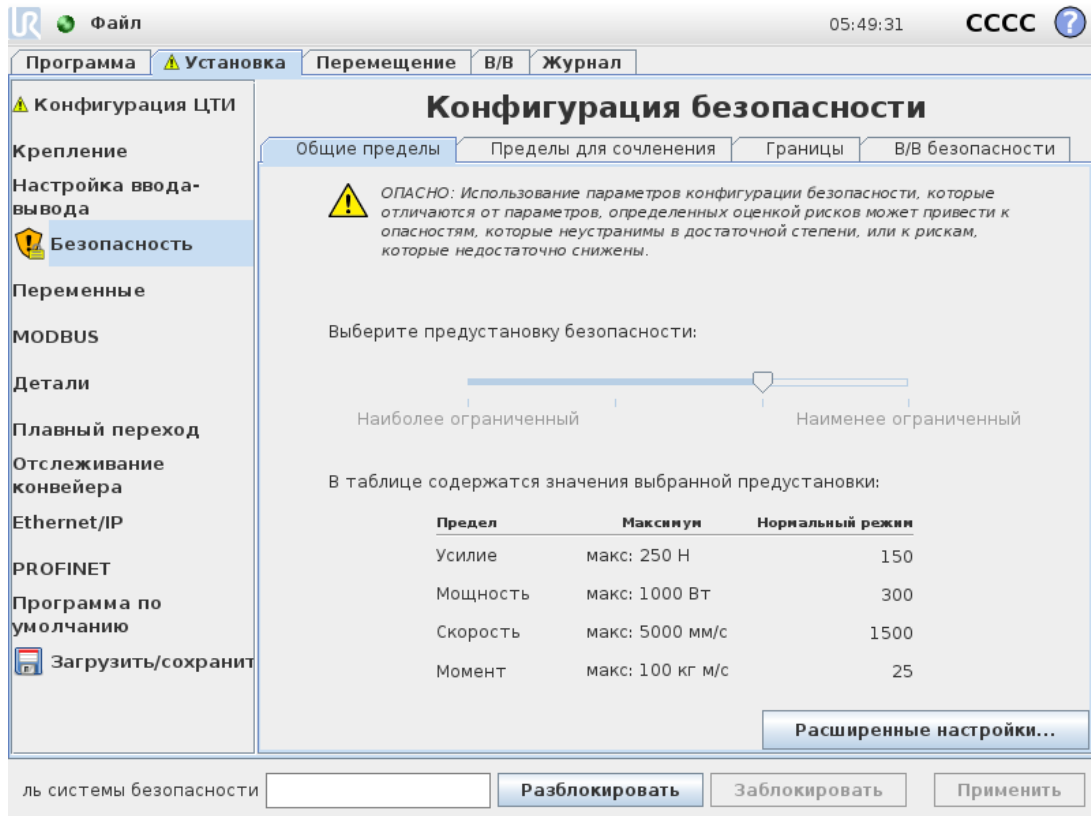 UR Файл 05:49:31 CCCC ?
Программа Установка Перемещение В/В Журнал
Конфигурация ЦТИ
Крепление
Настройка ввода-
вывода
Безопасность
Переменные
MODBUS
Детали
Плавный переход
Отслеживание
конвейера
Ethernet/IP
PROFINET
Программа по
умолчанию
Загрузить/сохранит
Конфигурация безопасности
Общие пределы Пределы для сочленения Границы В/В безопасности
ОПАСНО: Использование параметров конфигурации безопасности, которые
отличаются от параметров, определенных оценкой рисков может привести к
опасностям, которые неустранимы в достаточной степени, или к рискам,
которые недостаточно снижены.
Выберите предустановку безопасности:
Наиболее ограниченный Наименее ограниченный
В таблице содержатся значения выбранной предустановки:
Предел Максимум Нормальный режим
Усилие макс: 250 Н 150
Мощность макс: 1000 Вт 300
Скорость макс: 5000 мм/с 1500
Момент макс: 100 кг м/с 25
Расширенные настройки...
ль системы безопасности Разблокировать Заблокировать Применить